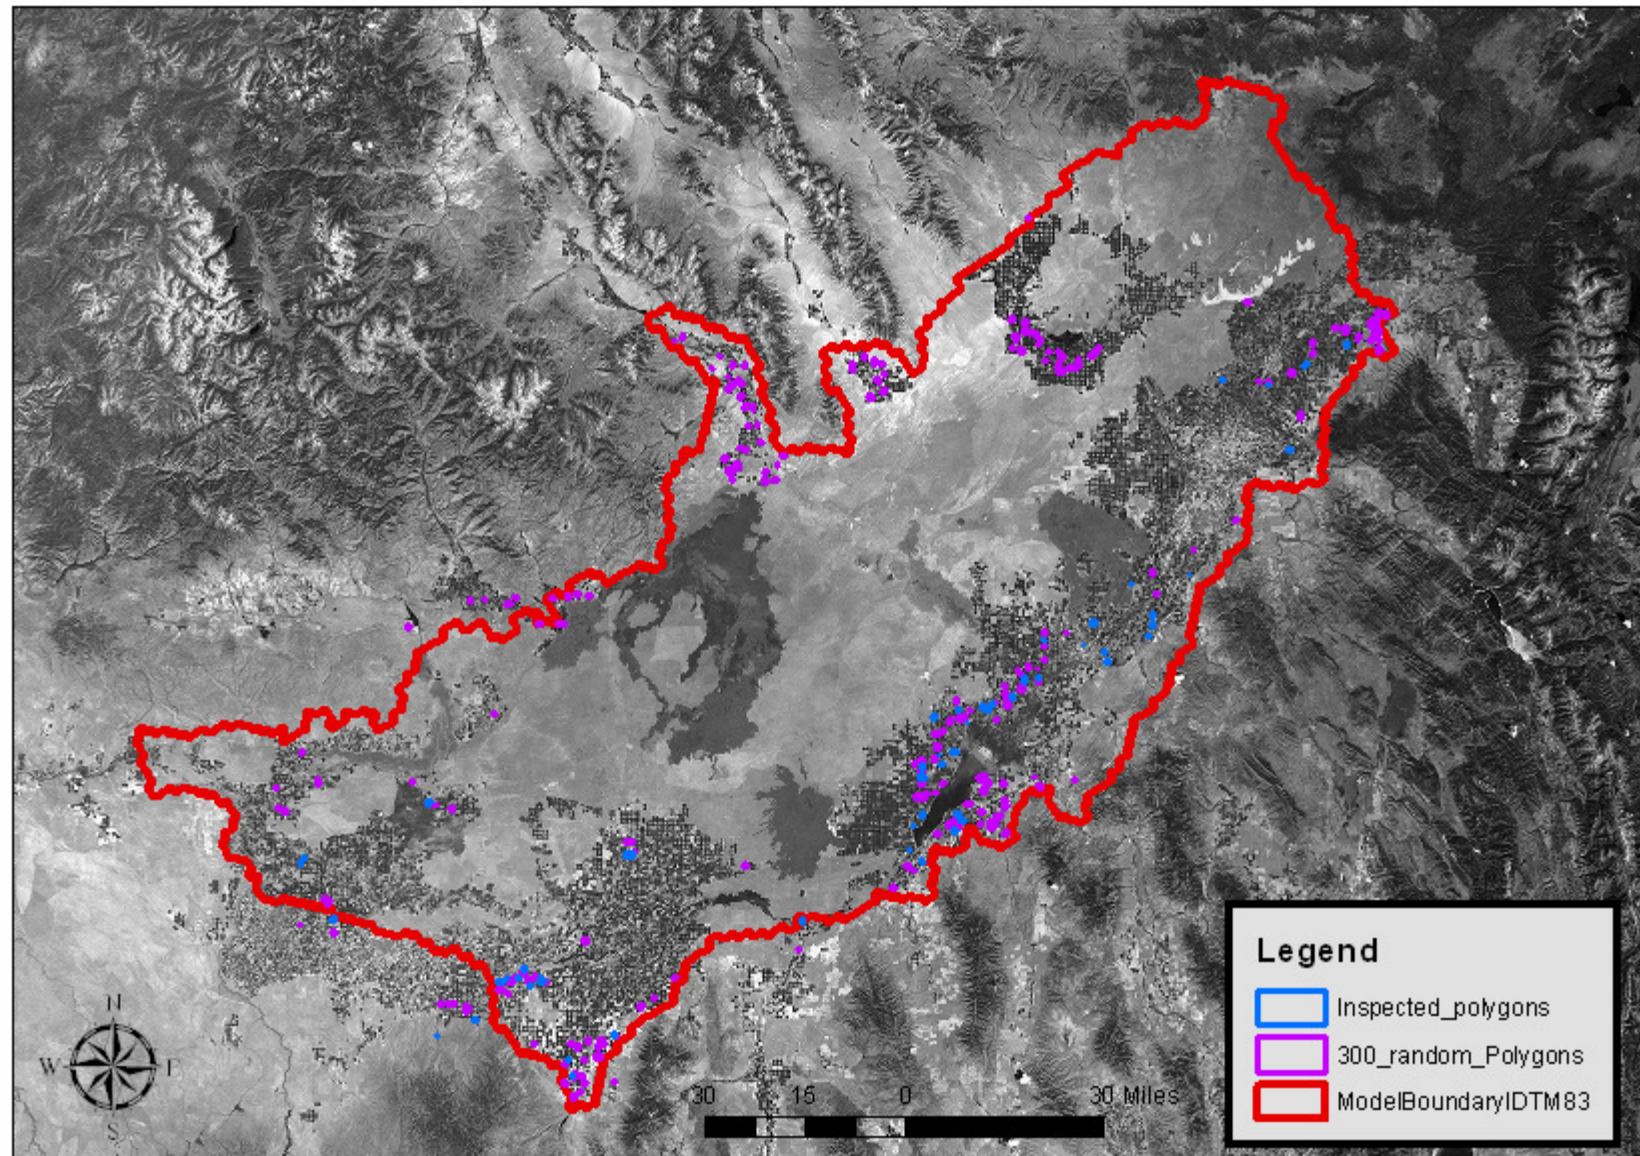 Legend
Inspected_polygons
300_random_Polygons
ModelBoundaryIDTM83
N
W E
S
30 15 0 30 Miles